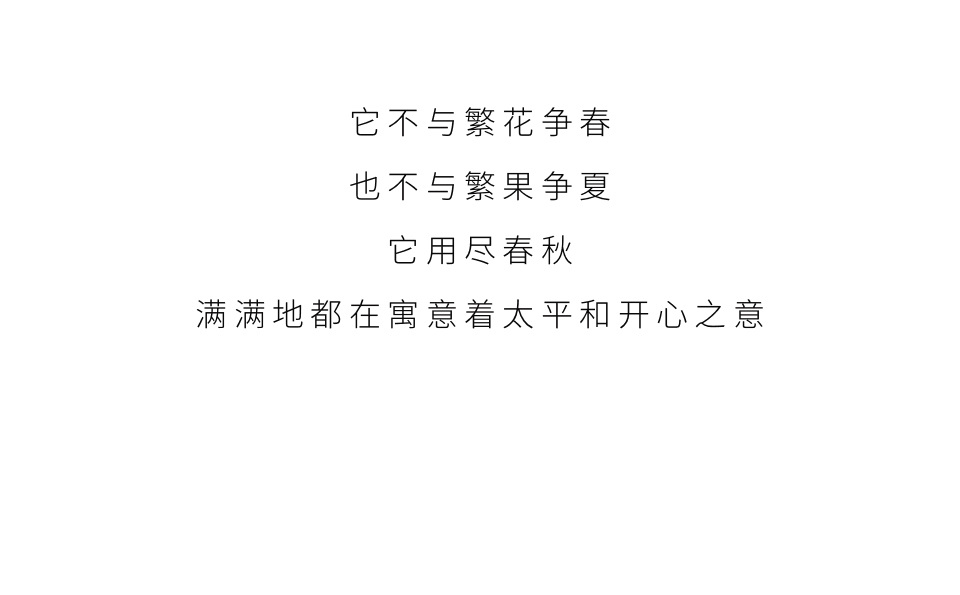 它不与繁花争春
也不与繁果争夏
它用尽春秋
满满地都在寓意着太平和开心之意